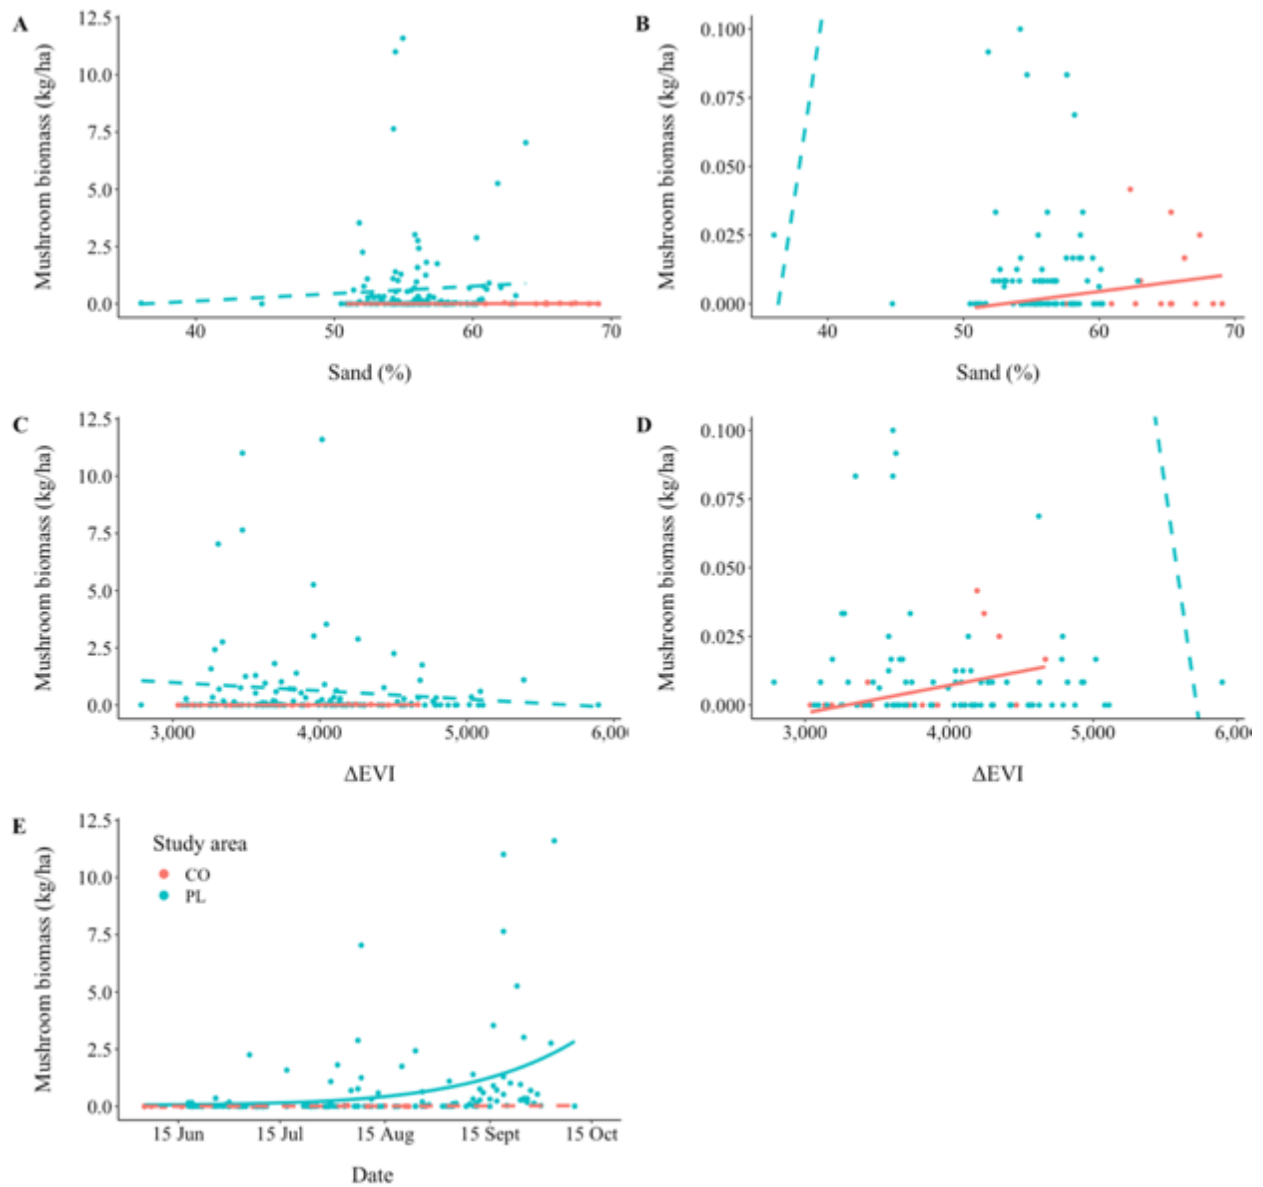 A
Mushroom biomass (kg/ha)
12.5
10.0
7.5
5.0
2.5
0.0
40
50
60
70
Sand (%)
B
Mushroom biomass (kg/ha)
0.100
0.075
0.050
0.025
0.000
40
50
60
70
Sand (%)
C
Mushroom biomass (kg/ha)
12.5
10.0
7.5
5.0
2.5
0.0
3,000
4,000
5,000
ΔEVI
D
Mushroom biomass (kg/ha)
0.100
0.075
0.050
0.025
0.000
3,000
4,000
5,000
ΔEVI
E
Mushroom biomass (kg/ha)
12.5
10.0
7.5
5.0
2.5
0.0
Study area
CO
PL
15 Jun
15 Jul
15 Aug
15 Sept
15 Oct
Date